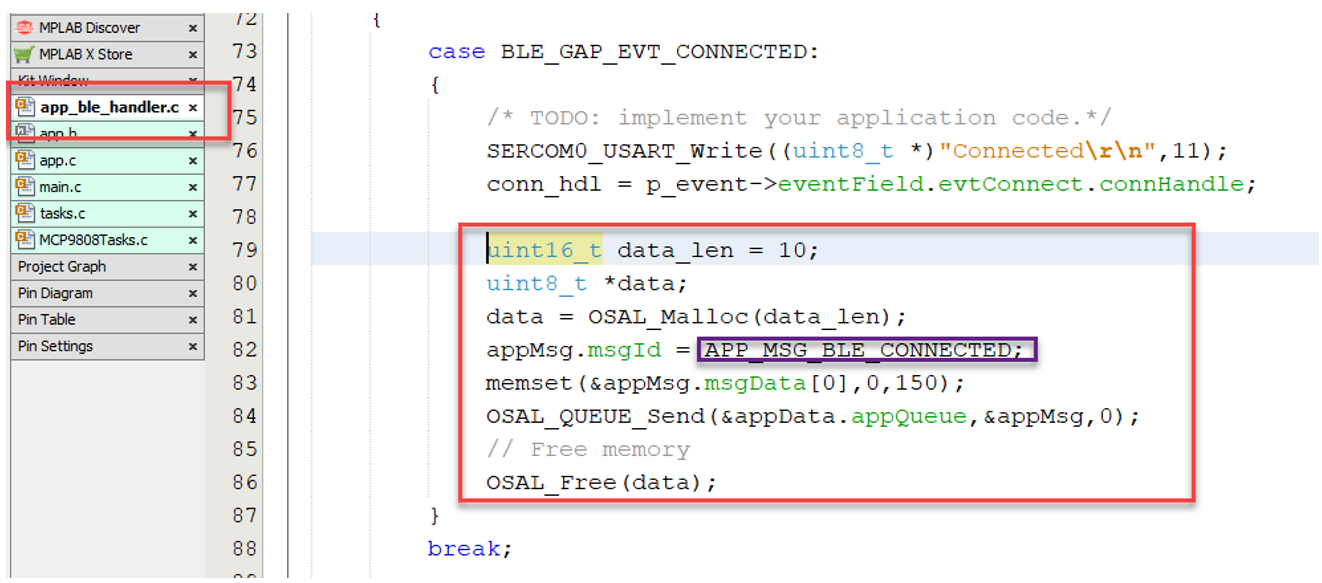 MPLAB Discover ×
MPLAB X Store ×
Kit Window ×
app_ble_handler.c ×
app.h ×
app.c ×
main.c ×
tasks.c ×
MCP9808Tasks.c ×
Project Graph ×
Pin Diagram ×
Pin Table ×
Pin Settings ×
72 {
73 case BLE_GAP_EVT_CONNECTED:
74 {
75 /* TODO: implement your application code.*/
76 SERCOM0_USART_Write((uint8_t *)"Connected\r\n",11);
77 conn_hdl = p_event->eventField.evtConnect.connHandle;
78
79 uint16_t data_len = 10;
80 uint8_t *data;
81 data = OSAL_Malloc(data_len);
82 appMsg.msgId = APP_MSG_BLE_CONNECTED;
83 memset(&appMsg.msgData[0],0,150);
84 OSAL_QUEUE_Send(&appData.appQueue,&appMsg,0);
85 // Free memory
86 OSAL_Free(data);
87 }
88 break;